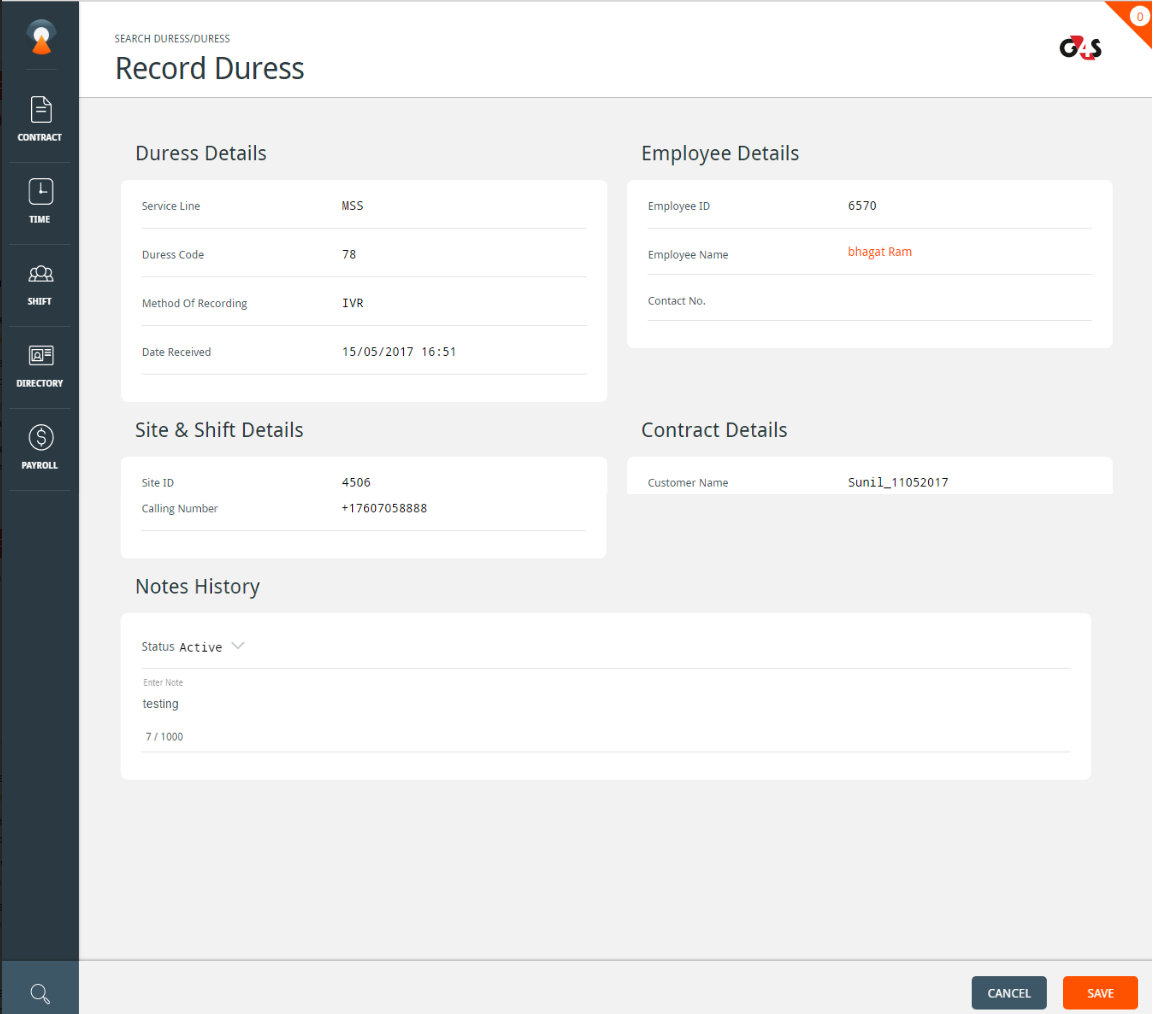 0
SEARCH DURESS/DURESS
Record Duress
G4S
CONTRACT
TIME
SHIFT
DIRECTORY
PAYROLL
Duress Details
Service Line MSS
Duress Code 78
Method Of Recording IVR
Date Received 15/05/2017 16:51
Employee Details
Employee ID 6570
Employee Name bhagat Ram
Contact No.
Site & Shift Details
Site ID 4506
Calling Number +17607058888
Contract Details
Customer Name Sunil_11052017
Notes History
Status Active
Enter Note
testing
7 / 1000
CANCEL SAVE